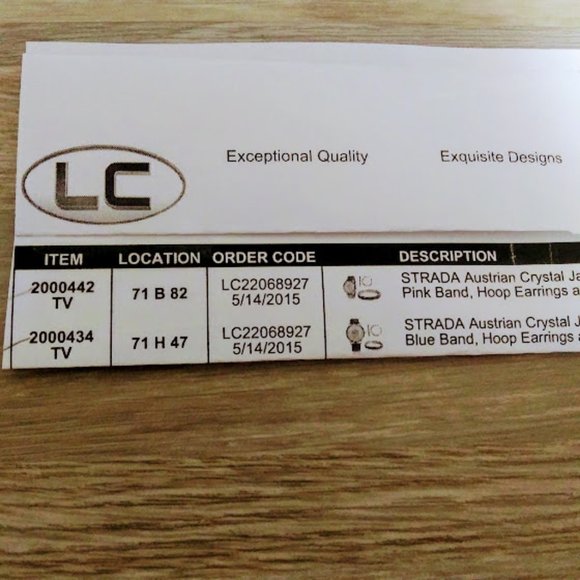 LC
Exceptional Quality Exquisite Designs
ITEM LOCATION ORDER CODE DESCRIPTION
2000442 TV 71 B 82 LC22068927 5/14/2015 STRADA Austrian Crystal Ja
Pink Band, Hoop Earrings a
2000434 TV 71 H 47 LC22068927 5/14/2015 STRADA Austrian Crystal J
Blue Band, Hoop Earrings